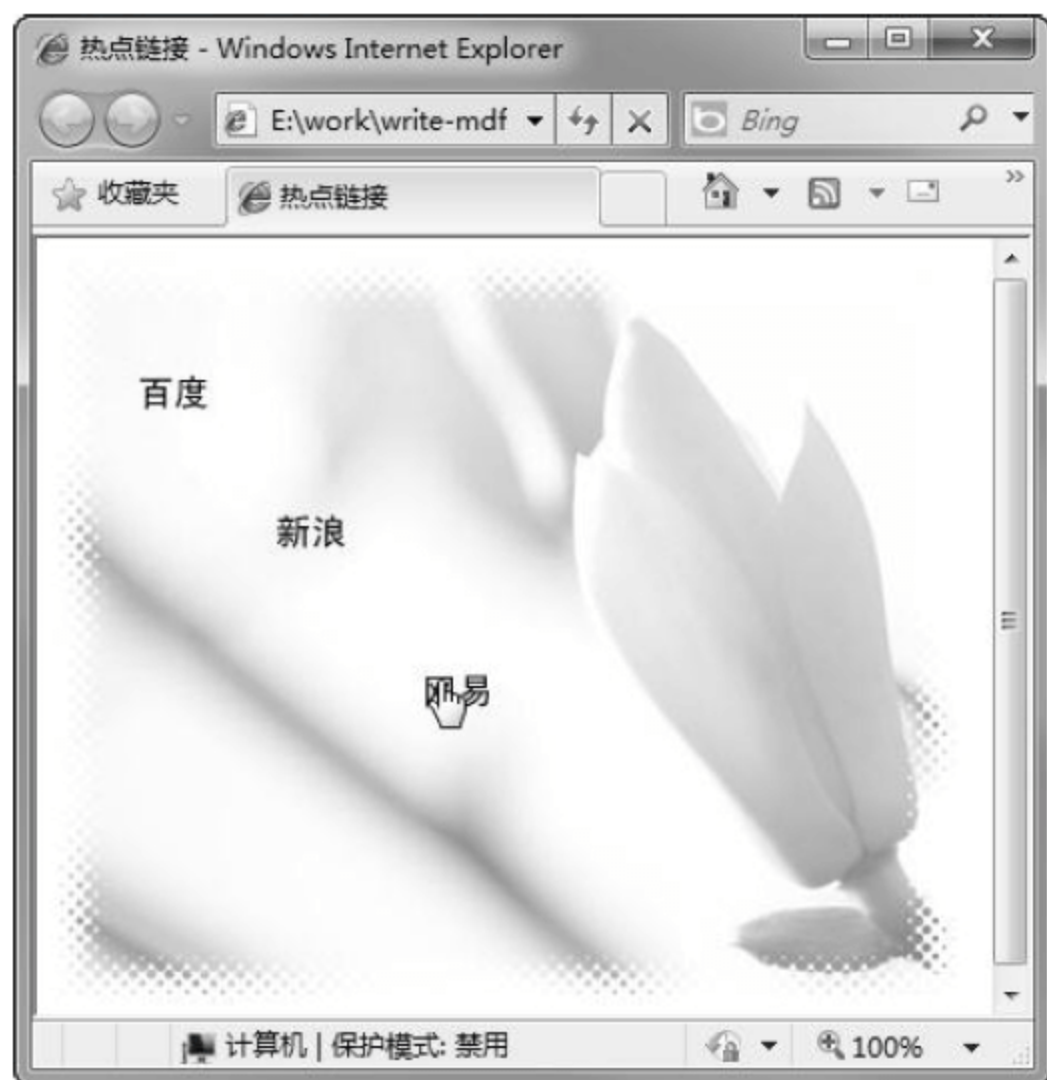 热点链接 - Windows Internet Explorer
E:\work\write-mdf
Bing
收藏夹
热点链接
百度
新浪
网易
计算机 | 保护模式: 禁用
100%